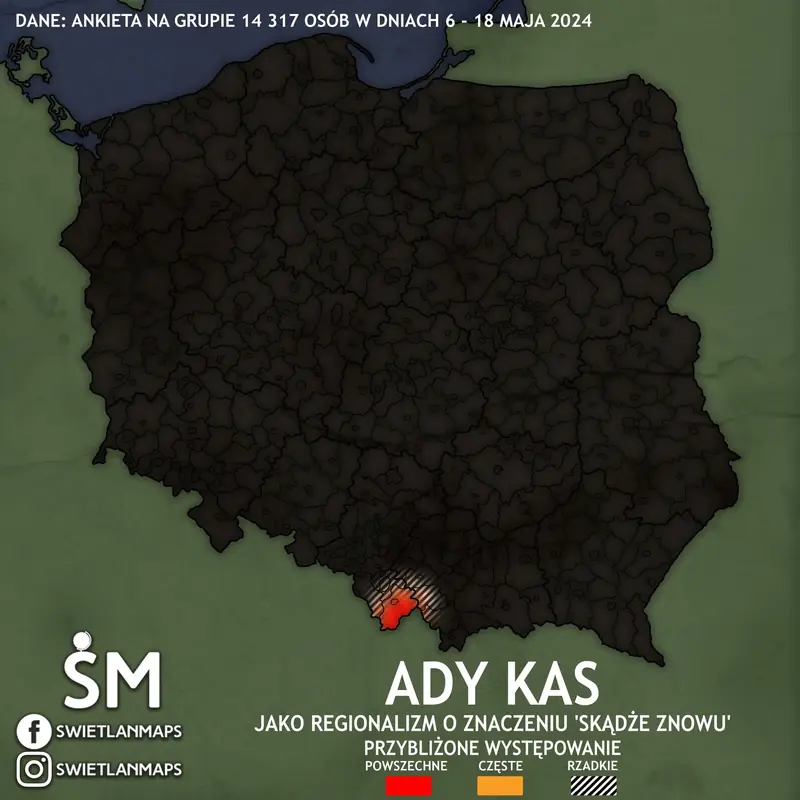 DANE: ANKIETA NA GRUPIE 14 317 OSÓB W DNIACH 6 - 18 MAJA 2024
ŚM
SWIETLANMAPS
SWIETLANMAPS
ADY KAS
JAKO REGIONALIZM O ZNACZENIU 'SKĄDŻE ZNOWU'
PRZYBLIŻONE WYSTĘPOWANIE
POWSZECHNE CZĘSTE RZADKIE